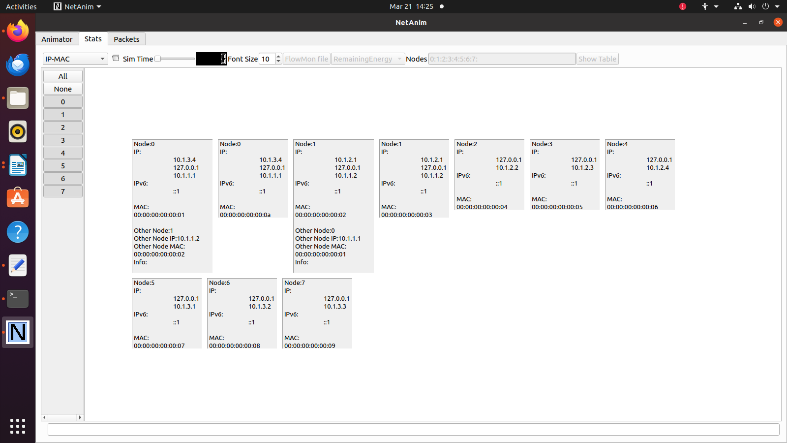 Activities NetAnim Mar 21 14:25
NetAnim
Animator Stats Packets
IP-MAC Sim Time Font Size 10 FlowMon file RemainingEnergy Nodes 0:1:2:3:4:5:6:7: Show Table
All
None
0
1
2
3
4
5
6
7
Node:0
IP:
10.1.3.4
127.0.0.1
10.1.1.1
IPv6:
::1
MAC:
00:00:00:00:00:01
Other Node:1
Other Node IP:10.1.1.2
Other Node MAC:
00:00:00:00:00:02
Info:
Node:0
IP:
10.1.3.4
127.0.0.1
10.1.1.1
IPv6:
::1
MAC:
00:00:00:00:00:0a
Node:1
IP:
10.1.2.1
127.0.0.1
10.1.1.2
IPv6:
::1
MAC:
00:00:00:00:00:02
Other Node:0
Other Node IP:10.1.1.1
Other Node MAC:
00:00:00:00:00:01
Info:
Node:1
IP:
10.1.2.1
127.0.0.1
10.1.1.2
IPv6:
::1
MAC:
00:00:00:00:00:03
Node:2
IP:
127.0.0.1
10.1.2.2
IPv6:
::1
MAC:
00:00:00:00:00:04
Node:3
IP:
127.0.0.1
10.1.2.3
IPv6:
::1
MAC:
00:00:00:00:00:05
Node:4
IP:
127.0.0.1
10.1.2.4
IPv6:
::1
MAC:
00:00:00:00:00:06
Node:5
IP:
127.0.0.1
10.1.3.1
IPv6:
::1
MAC:
00:00:00:00:00:07
Node:6
IP:
127.0.0.1
10.1.3.2
IPv6:
::1
MAC:
00:00:00:00:00:08
Node:7
IP:
127.0.0.1
10.1.3.3
IPv6:
::1
MAC:
00:00:00:00:00:09